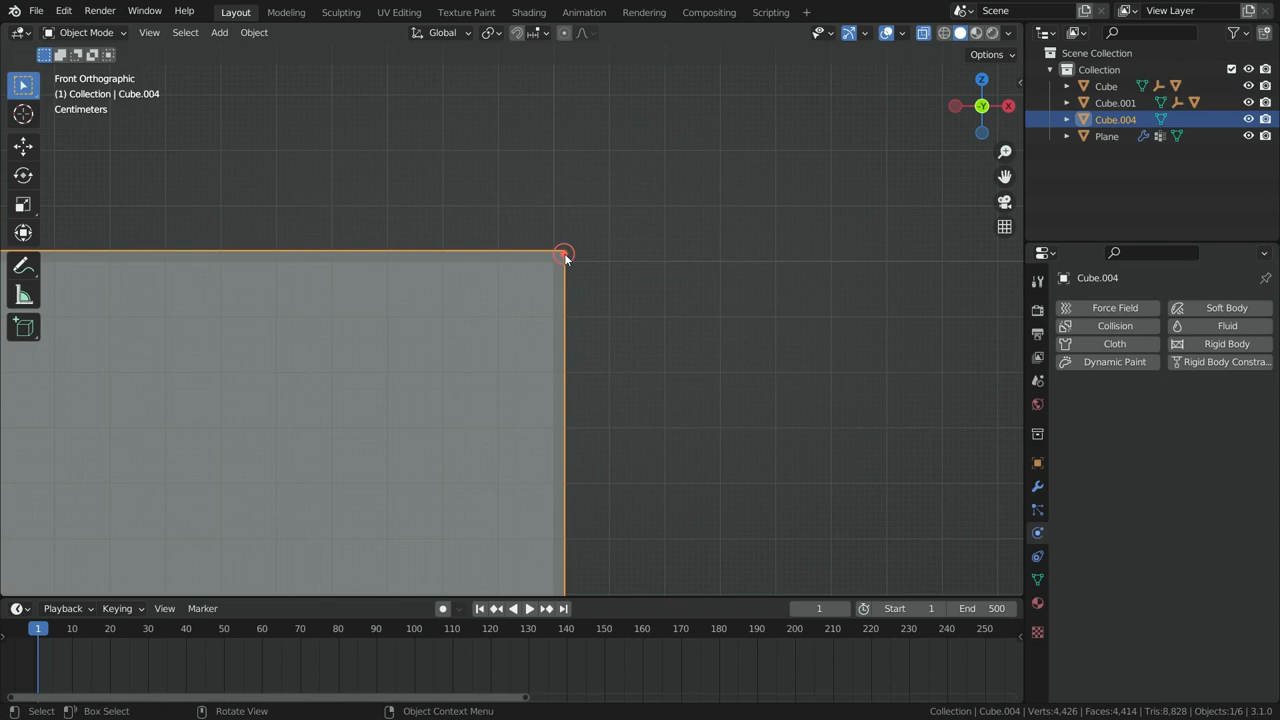 File Edit Render Window Help Layout Modeling Sculpting UV Editing Texture Paint Shading Animation Rendering Compositing Scripting + Scene View Layer
Object Mode View Select Add Object Global
Options
Front Orthographic
(1) Collection | Cube.004
Centimeters
Z
-Y
X
Scene Collection
Collection
Cube
Cube.001
Cube.004
Plane
Cube.004
Force Field Soft Body
Collision Fluid
Cloth Rigid Body
Dynamic Paint Rigid Body Constra...
Playback Keying View Marker 1 Start 1 End 500
1 10 20 30 40 50 60 70 80 90 100 110 120 130 140 150 160 170 180 190 200 210 220 230 240 250
Select Box Select Rotate View Object Context Menu Collection | Cube.004 | Verts:4,426 | Faces:4,414 | Tris:8,828 | Objects:1/6 | 3.1.0